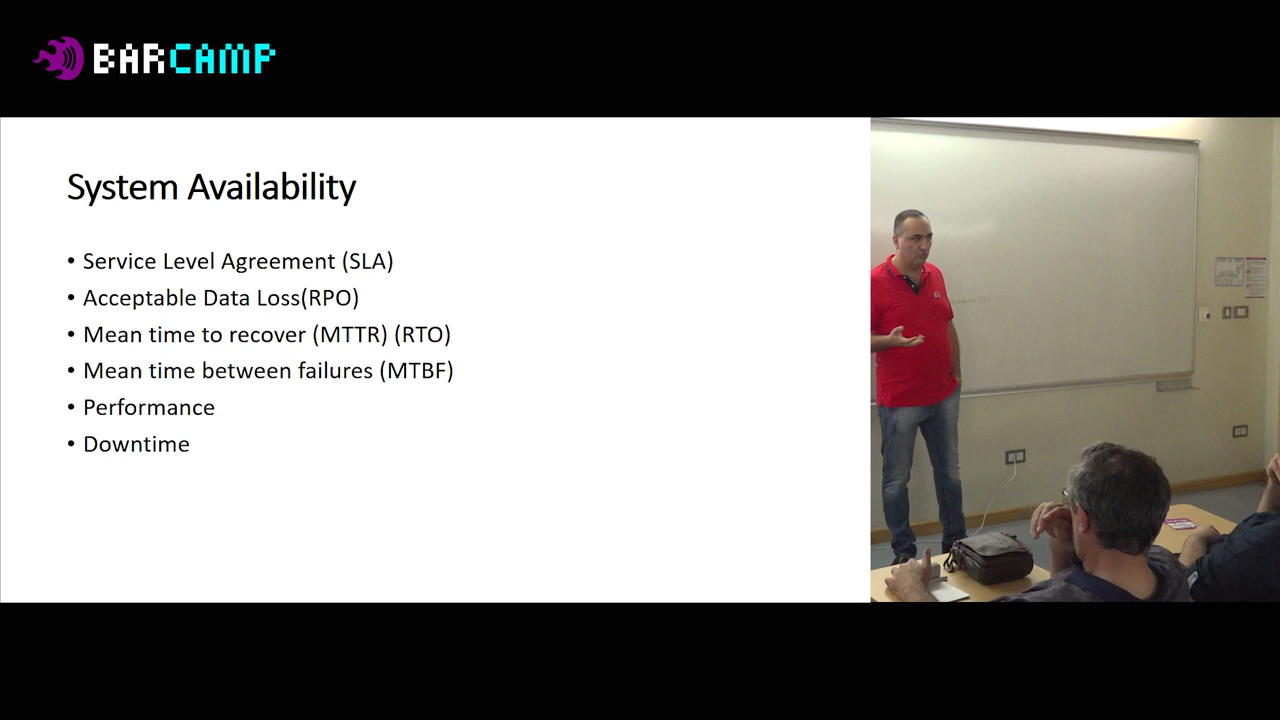 BARCAMP
System Availability
• Service Level Agreement (SLA)
• Acceptable Data Loss(RPO)
• Mean time to recover (MTTR) (RTO)
• Mean time between failures (MTBF)
• Performance
• Downtime